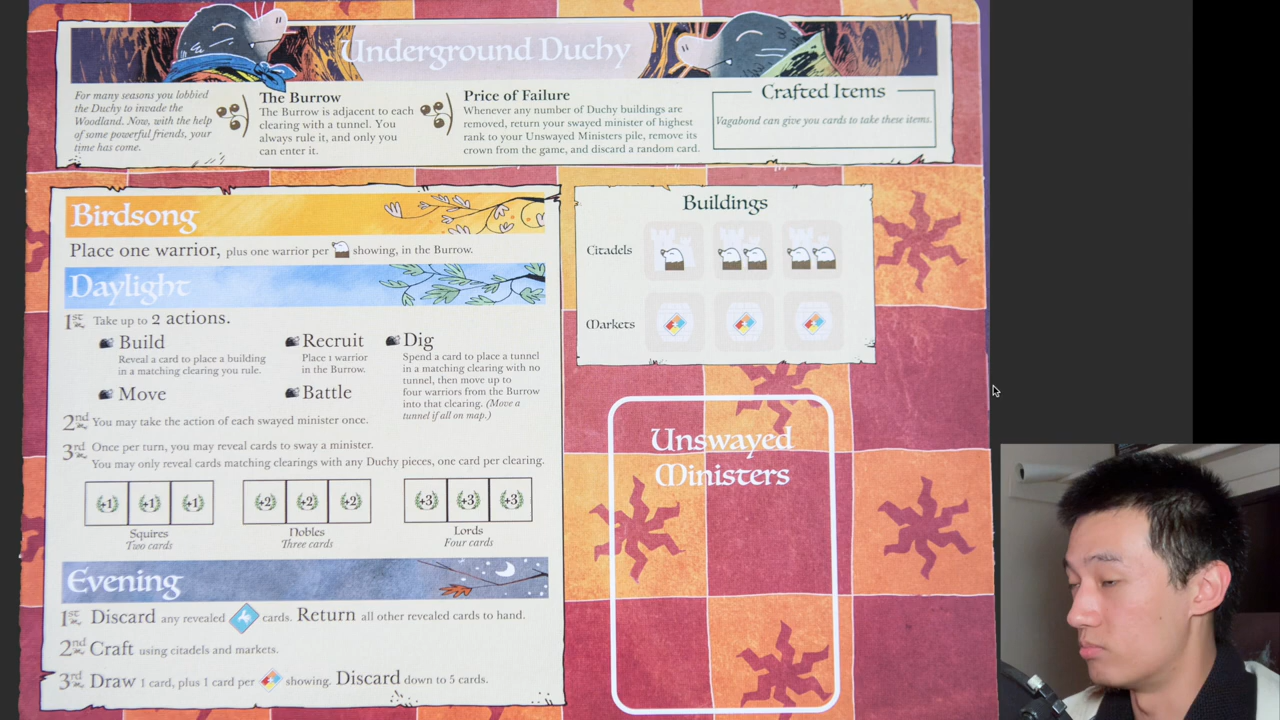 Underground Duchy
For many seasons you lobbied
the Duchy to invade the
Woodland. Now, with the help
of some powerful friends, your
time has come.
The Burrow
The Burrow is adjacent to each
clearing with a tunnel. You
always rule it, and only you
can enter it.
Price of Failure
Whenever any number of Duchy buildings are
removed, return your swayed minister of highest
rank to your Unswayed Ministers pile, remove its
crown from the game, and discard a random card.
Crafted Items
Vagabond can give you cards to take these items.
Birdsong
Place one warrior, plus one warrior per showing, in the Burrow.
Daylight
1st Take up to 2 actions.
Build
Reveal a card to place a building
in a matching clearing you rule.
Move
Recruit
Place 1 warrior
in the Burrow.
Battle
Dig
Spend a card to place a tunnel
in a matching clearing with no
tunnel, then move up to
four warriors from the Burrow
into that clearing. (Move a
tunnel if all on map.)
2nd You may take the action of each swayed minister once.
3rd Once per turn, you may reveal cards to sway a minister.
You may only reveal cards matching clearings with any Duchy pieces, one card per clearing.
+1 +1 +1
Squires
Two cards
+2 +2 +2
Nobles
Three cards
+3 +3 +3
Lords
Four cards
Evening
1st Discard any revealed cards. Return all other revealed cards to hand.
2nd Craft using citadels and markets.
3rd Draw 1 card, plus 1 card per showing. Discard down to 5 cards.
Buildings
Citadels
Markets
Unswayed
Ministers